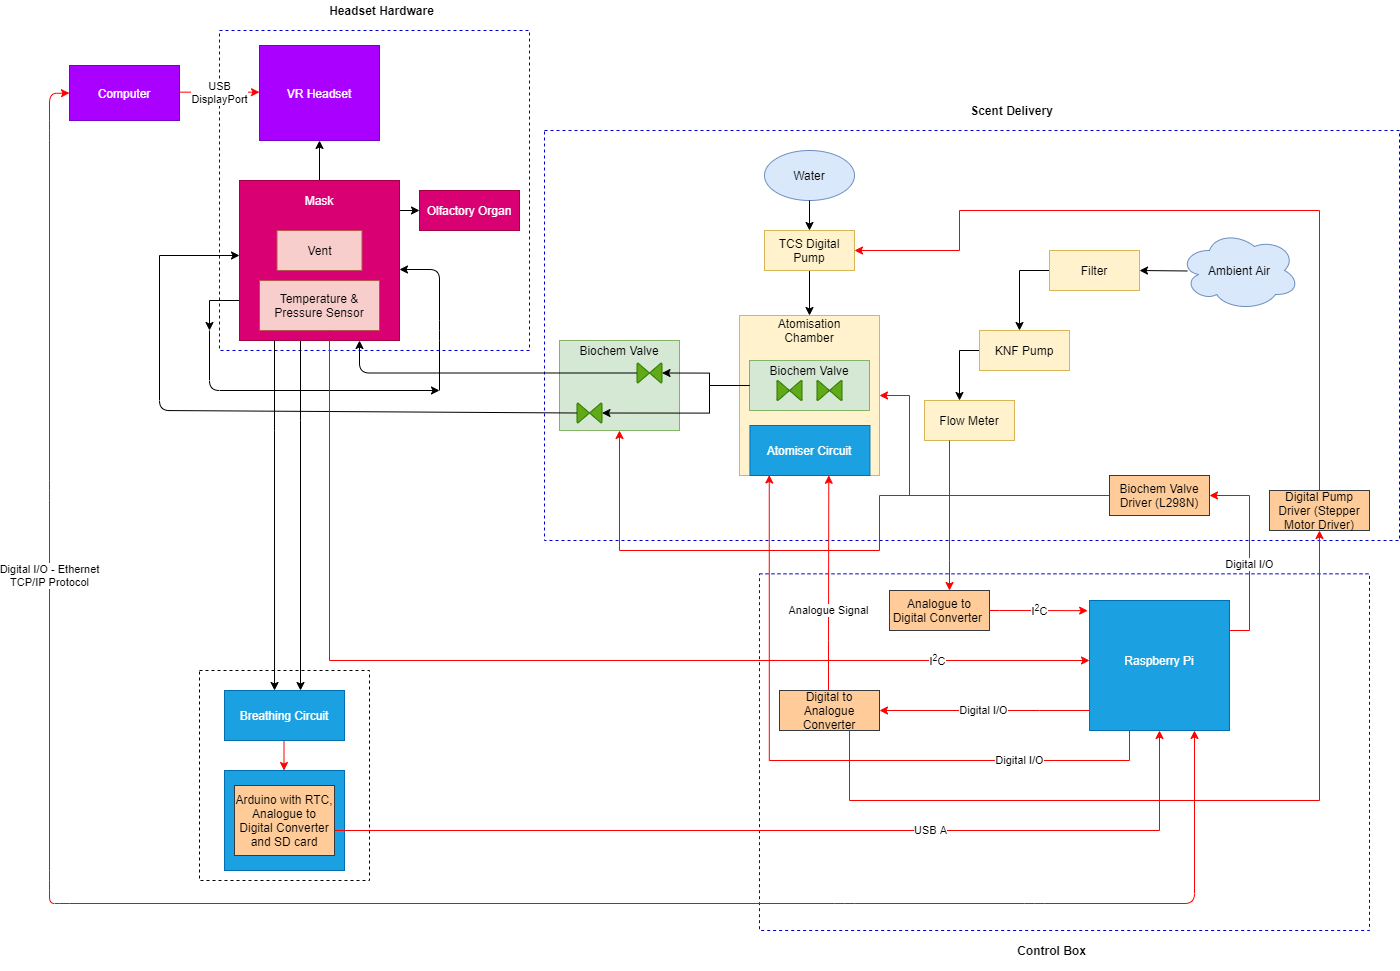 Headset Hardware
Computer
USB
DisplayPort
VR Headset
Scent Delivery
Mask
Olfactory Organ
Vent
Temperature &
Pressure Sensor
Water
TCS Digital
Pump
Filter
Ambient Air
KNF Pump
Flow Meter
Atomisation
Chamber
Biochem Valve
Biochem Valve
Atomiser Circuit
Biochem Valve
Driver (L298N)
Digital Pump
Driver (Stepper
Motor Driver)
Digital I/O
Digital I/O - Ethernet
TCP/IP Protocol
Analogue Signal
Analogue to
Digital Converter
I²C
Raspberry Pi
I²C
Digital to
Analogue
Converter
Digital I/O
Digital I/O
Breathing Circuit
Arduino with RTC,
Analogue to
Digital Converter
and SD card
USB A
Control Box